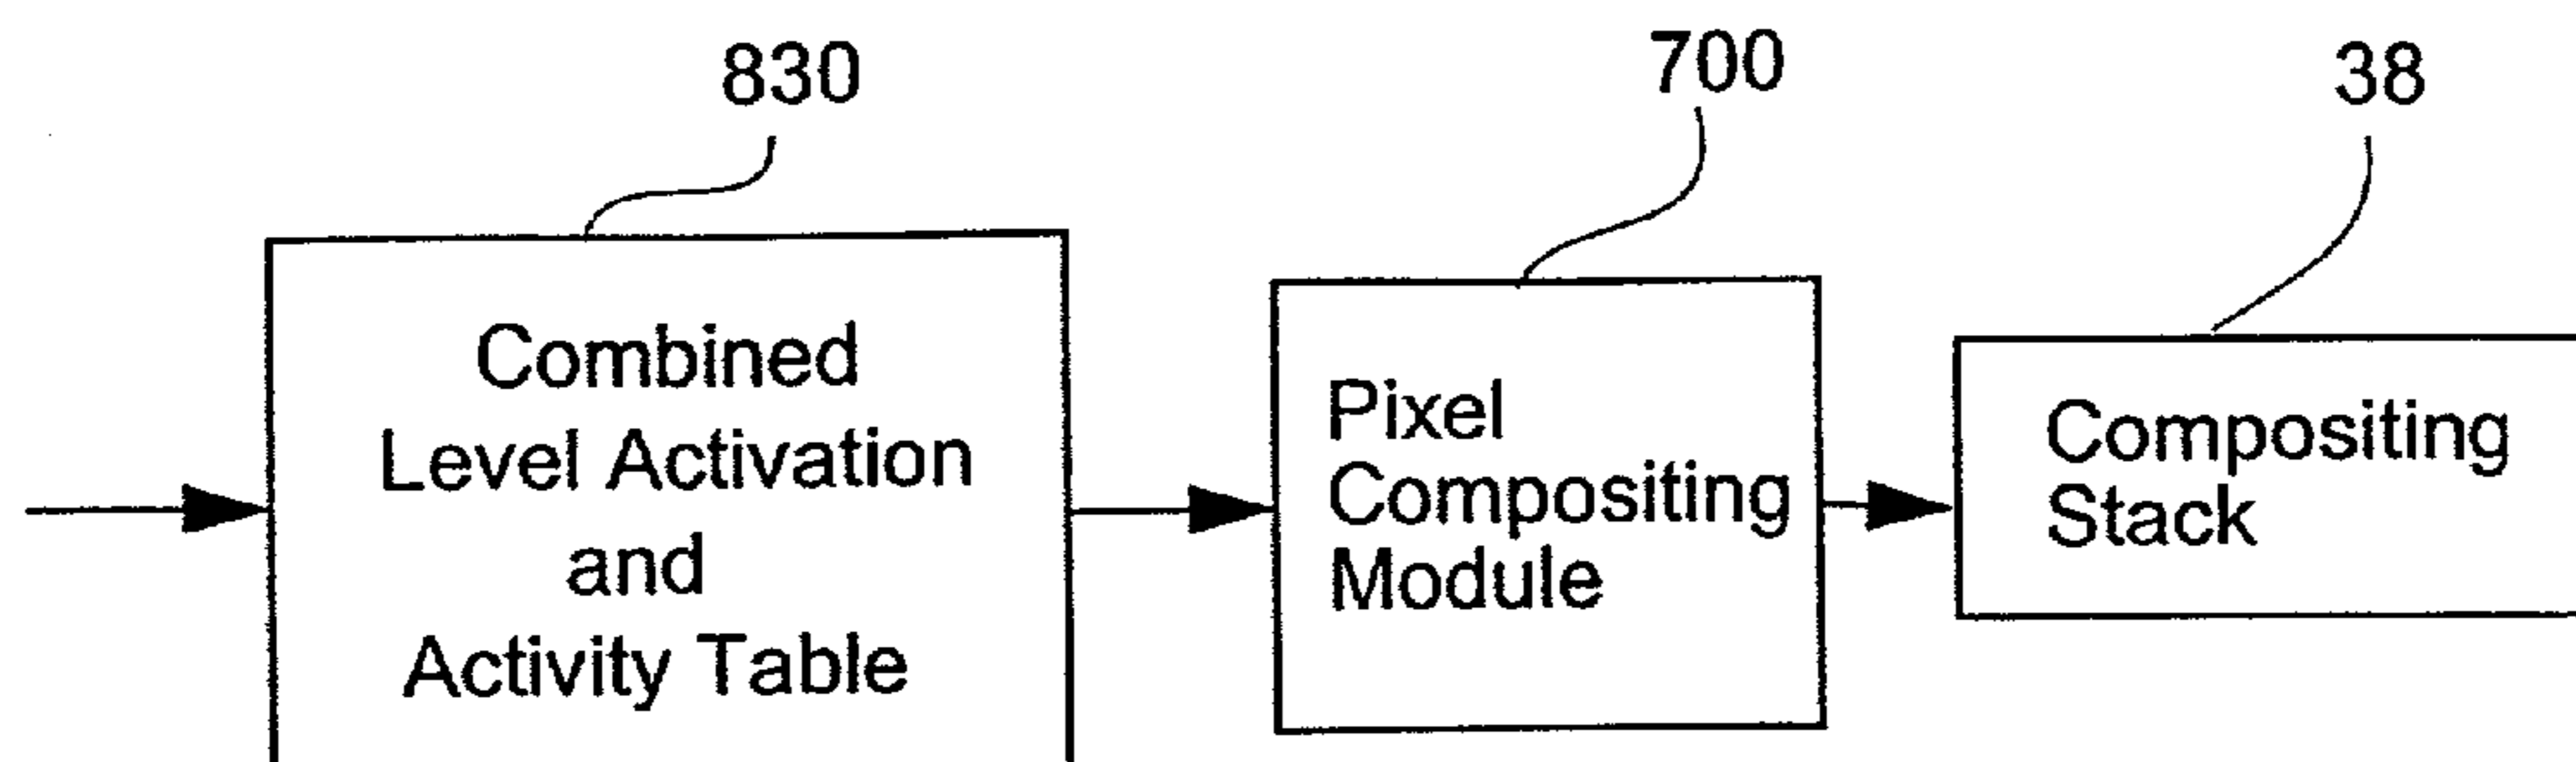 830
700
38
Combined
Level Activation
and
Activity Table
Pixel
Compositing
Module
Compositing
Stack